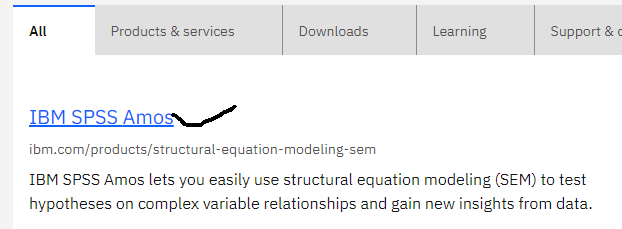 All Products & services Downloads Learning Support &
IBM SPSS Amos
ibm.com/products/structural-equation-modeling-sem
IBM SPSS Amos lets you easily use structural equation modeling (SEM) to test
hypotheses on complex variable relationships and gain new insights from data.